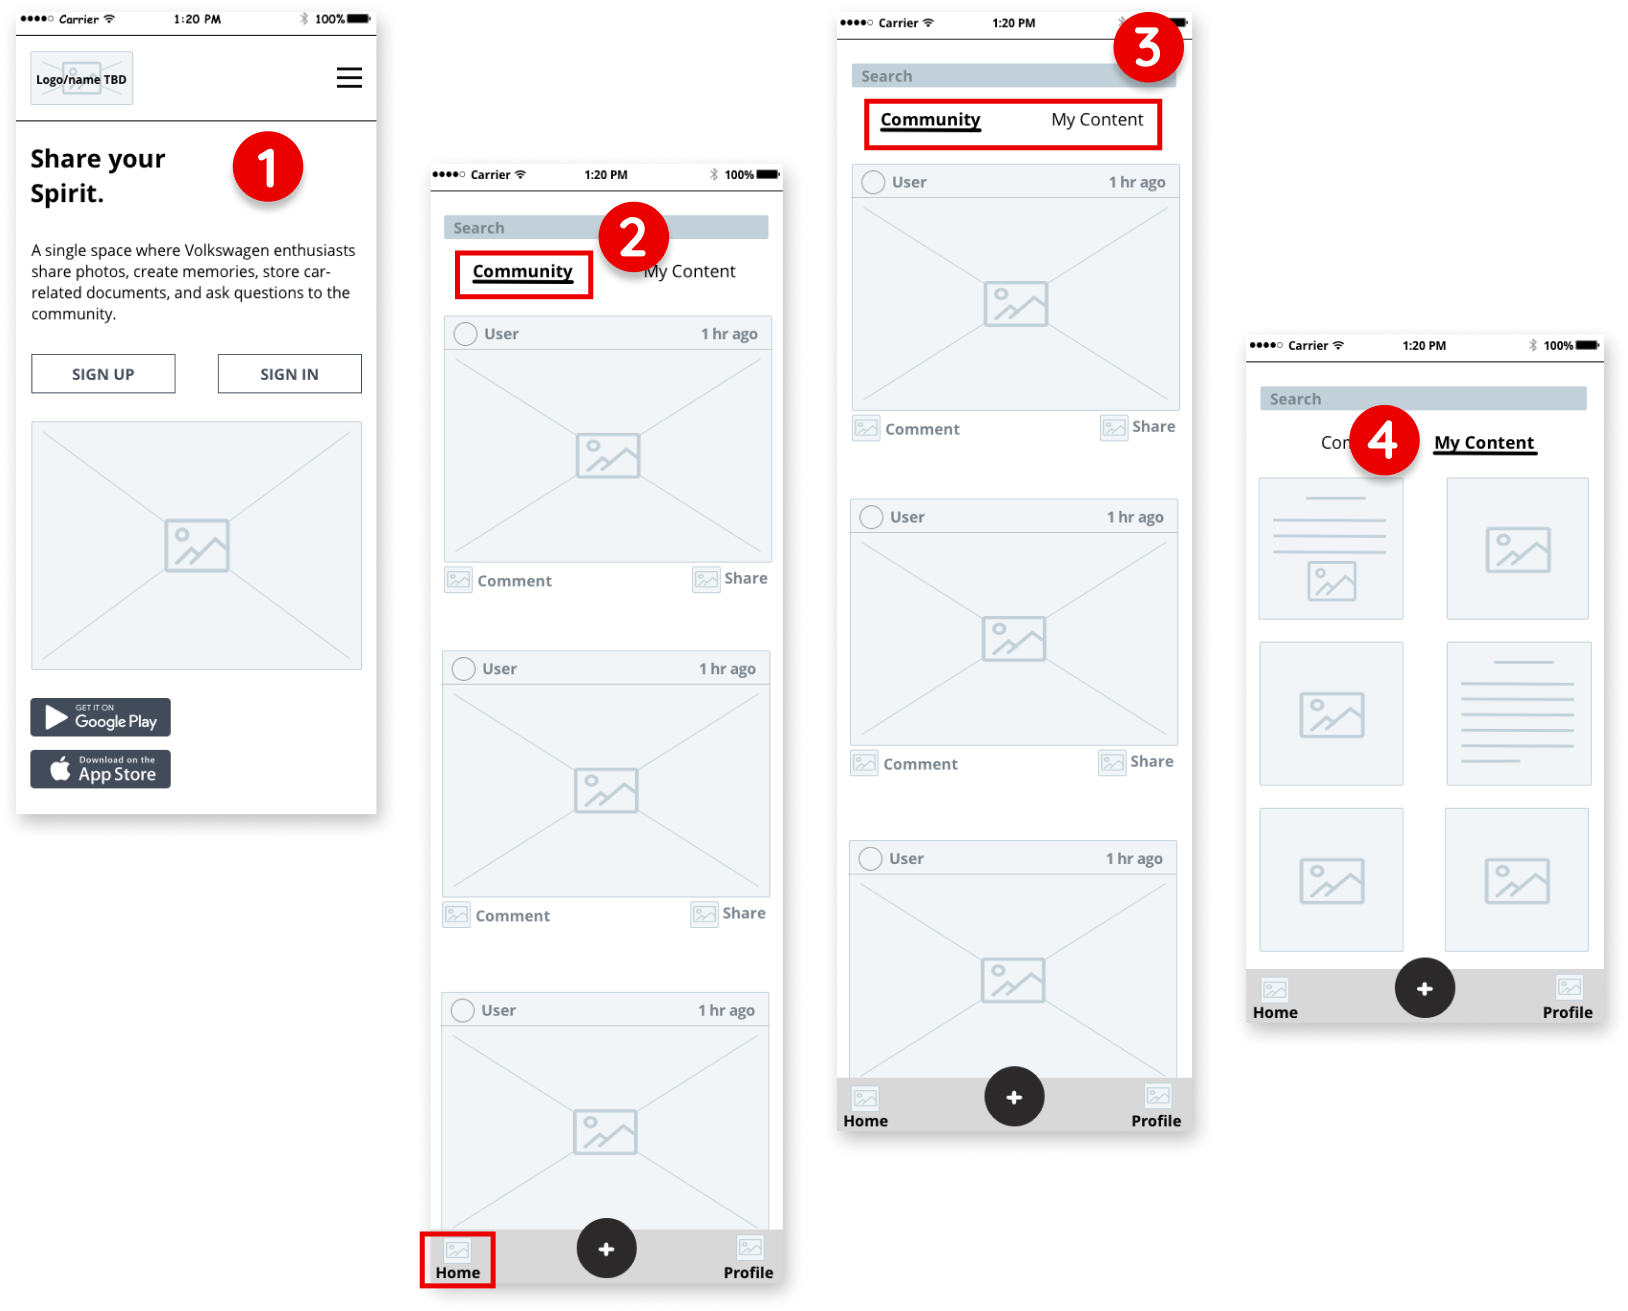 Carrier 1:20 PM 100%
Logo/name TBD
1
Share your
Spirit.
A single space where Volkswagen enthusiasts
share photos, create memories, store car-
related documents, and ask questions to the
community.
SIGN UP SIGN IN
GET IT ON
Google Play
Download on the
App Store
Carrier 1:20 PM 100%
2
Search
Community My Content
User 1 hr ago
Comment Share
User 1 hr ago
Comment Share
User 1 hr ago
+
Home Profile
Carrier 1:20 PM
3
Search
Community My Content
User 1 hr ago
Comment Share
User 1 hr ago
Comment Share
User 1 hr ago
+
Home Profile
Carrier 1:20 PM 100%
Search
4
My Content
+
Home Profile